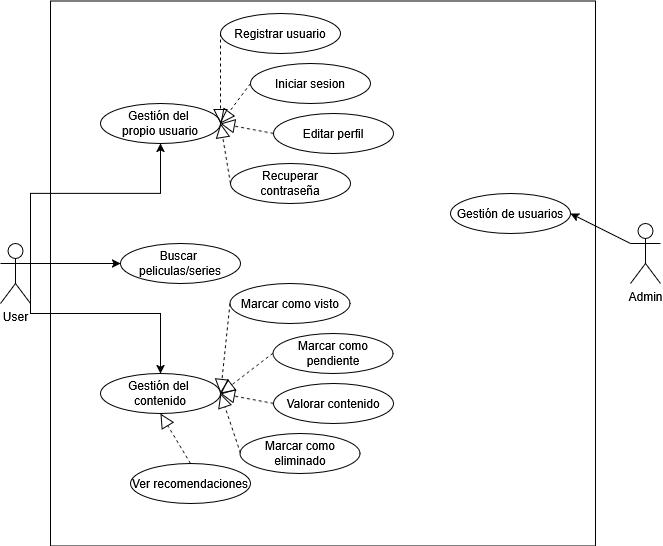 Registrar usuario
Iniciar sesion
Gestión del
propio usuario
Editar perfil
Recuperar
contraseña
Gestión de usuarios
Buscar
peliculas/series
User
Admin
Marcar como visto
Marcar como
pendiente
Gestión del
contenido
Valorar contenido
Marcar como
eliminado
Ver recomendaciones